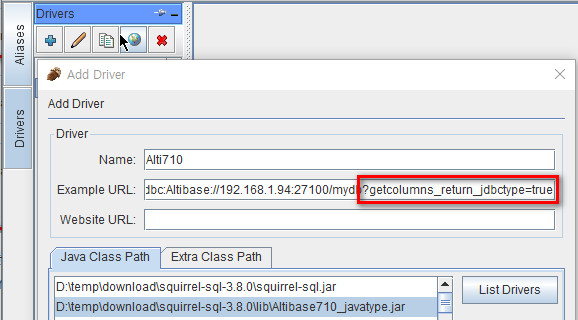 Aliases
Drivers
Drivers
Add Driver
Add Driver
Driver
Name: Alti710
Example URL: dbc:Altibase://192.168.1.94:27100/mydb?getcolumns_return_jdbctype=true
Website URL:
Java Class Path Extra Class Path
D:\temp\download\squirrel-sql-3.8.0\squirrel-sql.jar
D:\temp\download\squirrel-sql-3.8.0\lib\Altibase710_javatype.jar
List Drivers